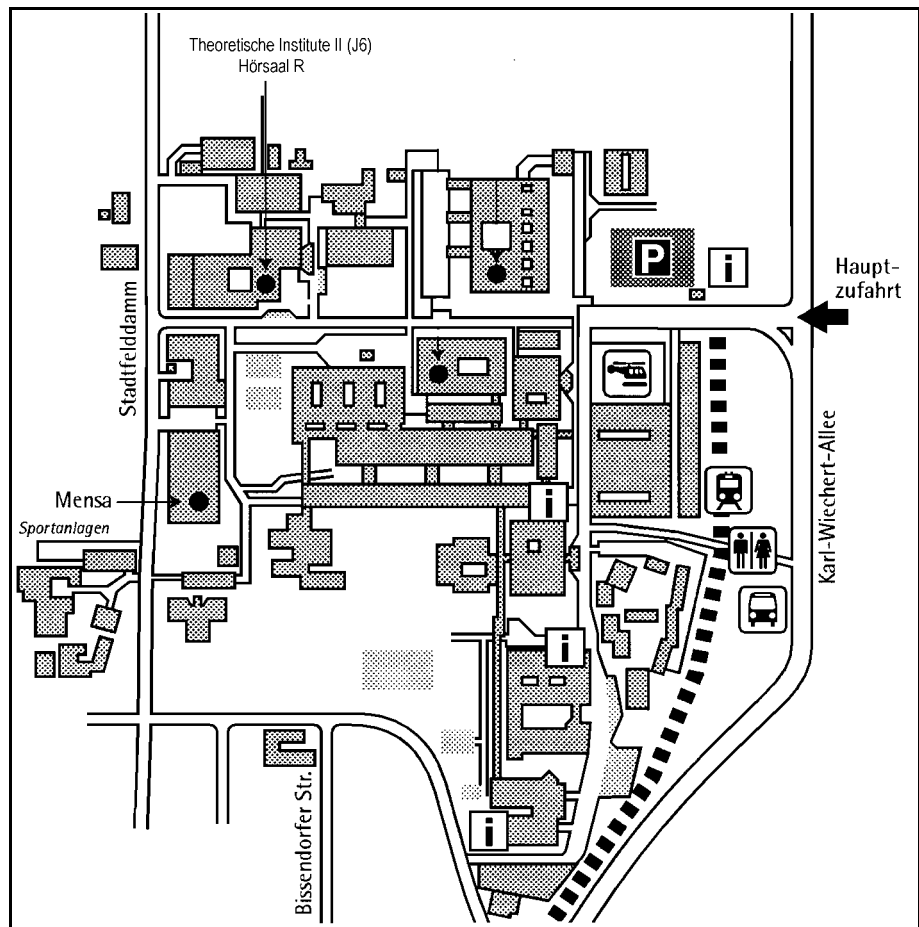 Theoretische Institute II (J6)
Hörsaal R
P
i
Haupt-
zufahrt
Stadtfelddamm
Karl-Wiechert-Allee
Mensa
Sportanlagen
i
i
Bissendorfer Str.
i